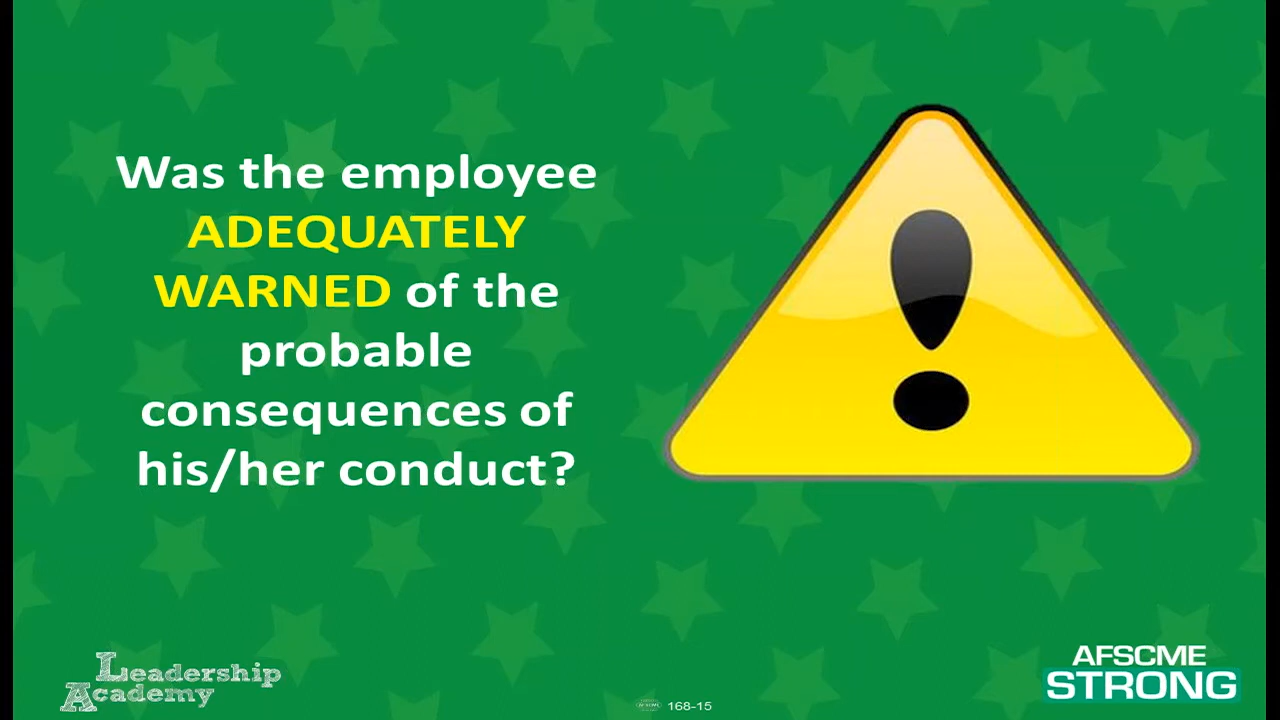 Was the employee
ADEQUATELY
WARNED of the
probable
consequences of
his/her conduct?
Leadership
Academy
168-15
AFSCME
STRONG